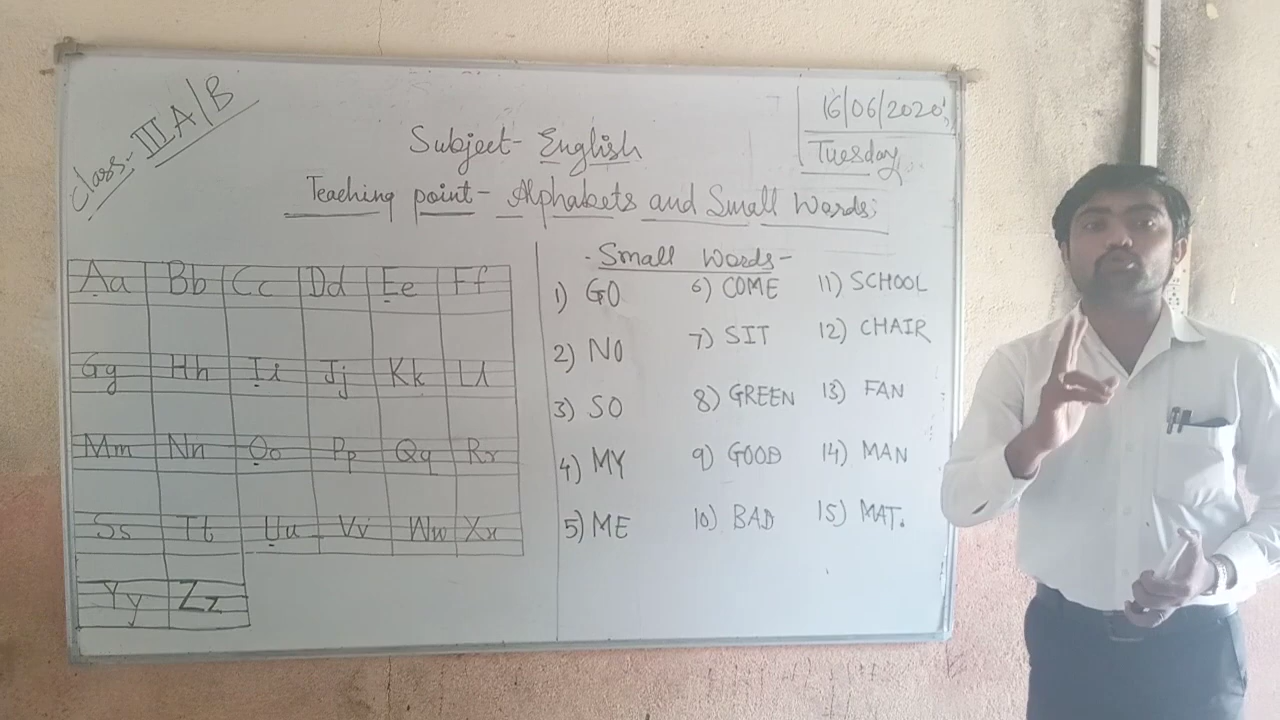 Class- III A/B
16/06/2020,
Tuesday,
Subject- English
Teaching point- Alphabets and Small Words;
Aa Bb Cc Dd Ee Ff
Gg Hh Ii Jj Kk Ll
Mm Nn Oo Pp Qq Rr
Ss Tt Uu Vv Ww Xx
Yy Zz
- Small Words -
1) GO
2) NO
3) SO
4) MY
5) ME
6) COME
7) SIT
8) GREEN
9) GOOD
10) BAD
11) SCHOOL
12) CHAIR
13) FAN
14) MAN
15) MAT.